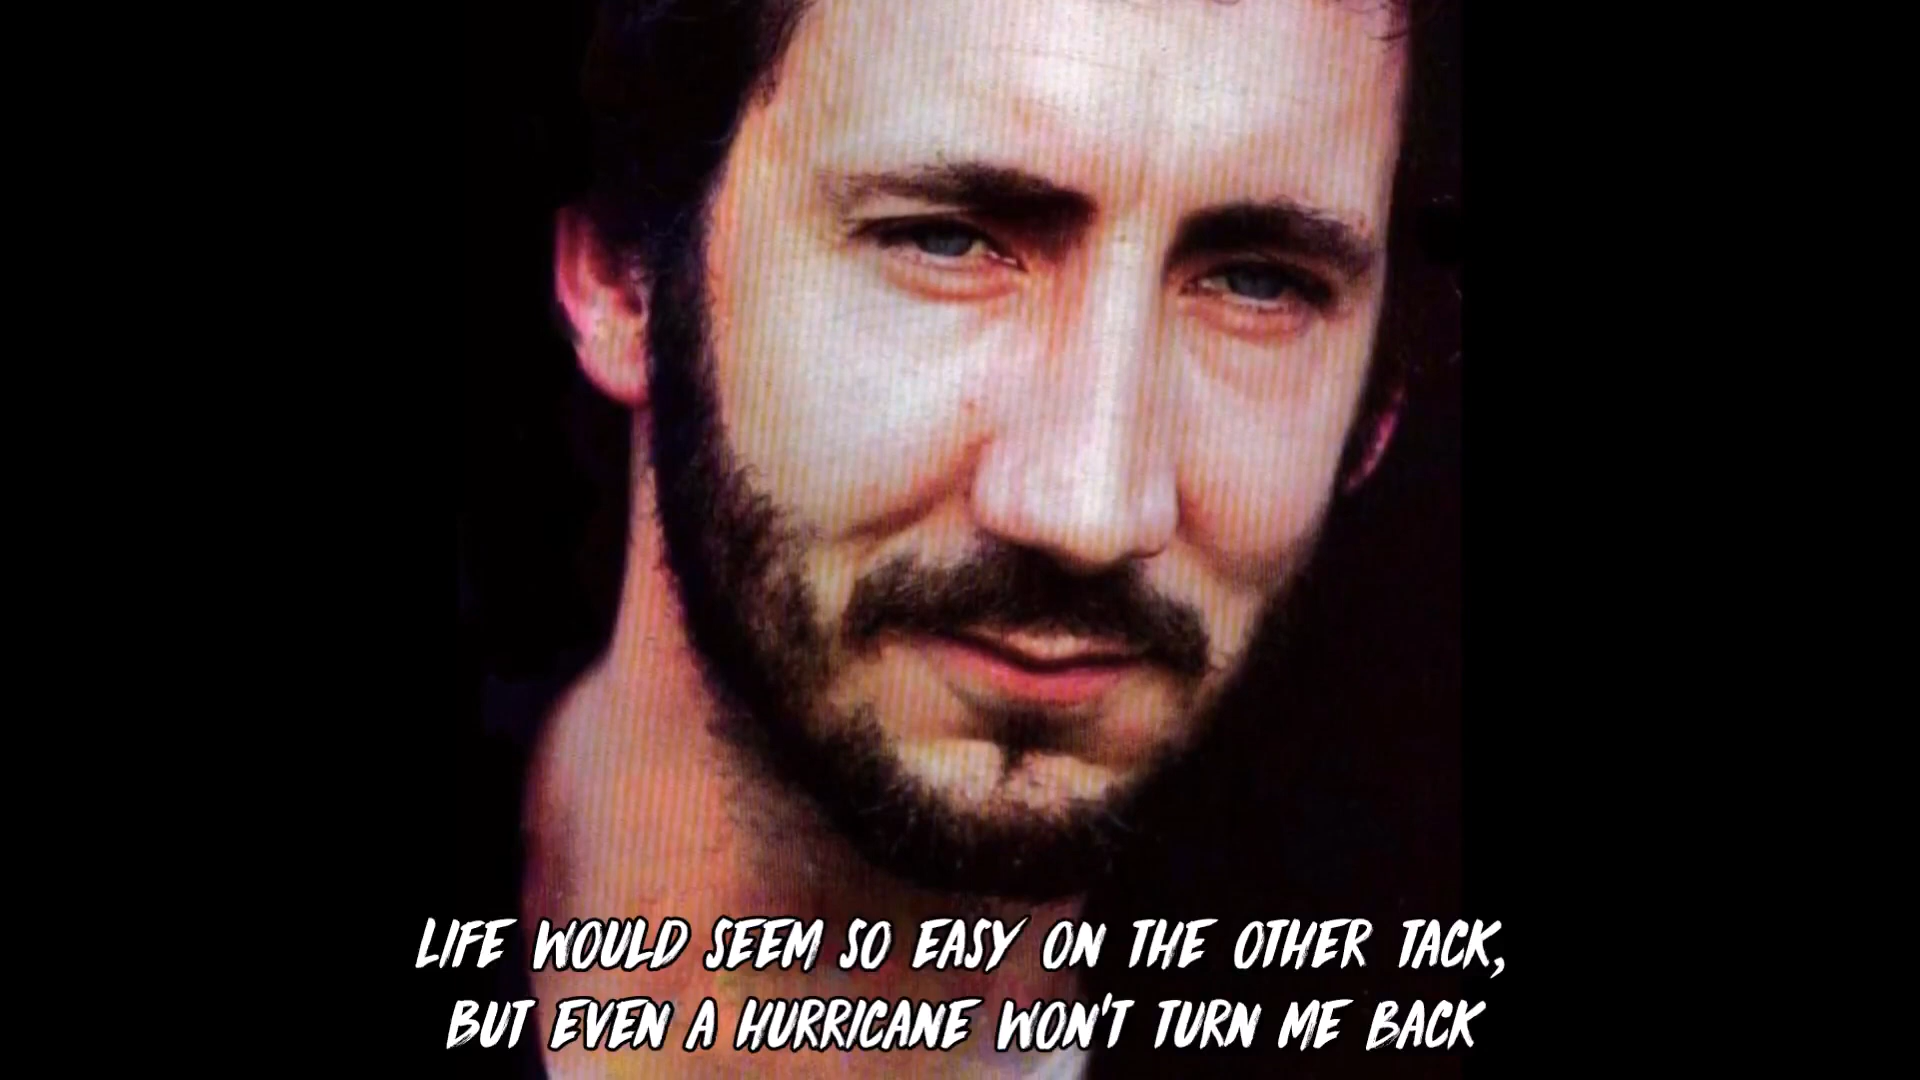 LIFE WOULD SEEM SO EASY ON THE OTHER TACK,
BUT EVEN A HURRICANE WON'T TURN ME BACK